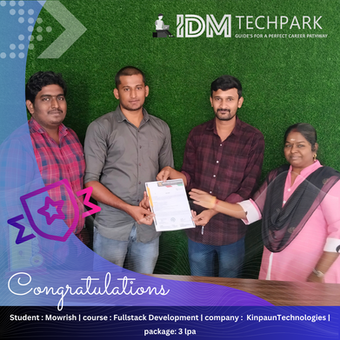 IDM TECHPARK
GUIDE'S FOR A PERFECT CAREER PATHWAY
Congratulations
Student : Mowrish | course : Fullstack Development | company : KinpaunTechnologies |
package: 3 lpa